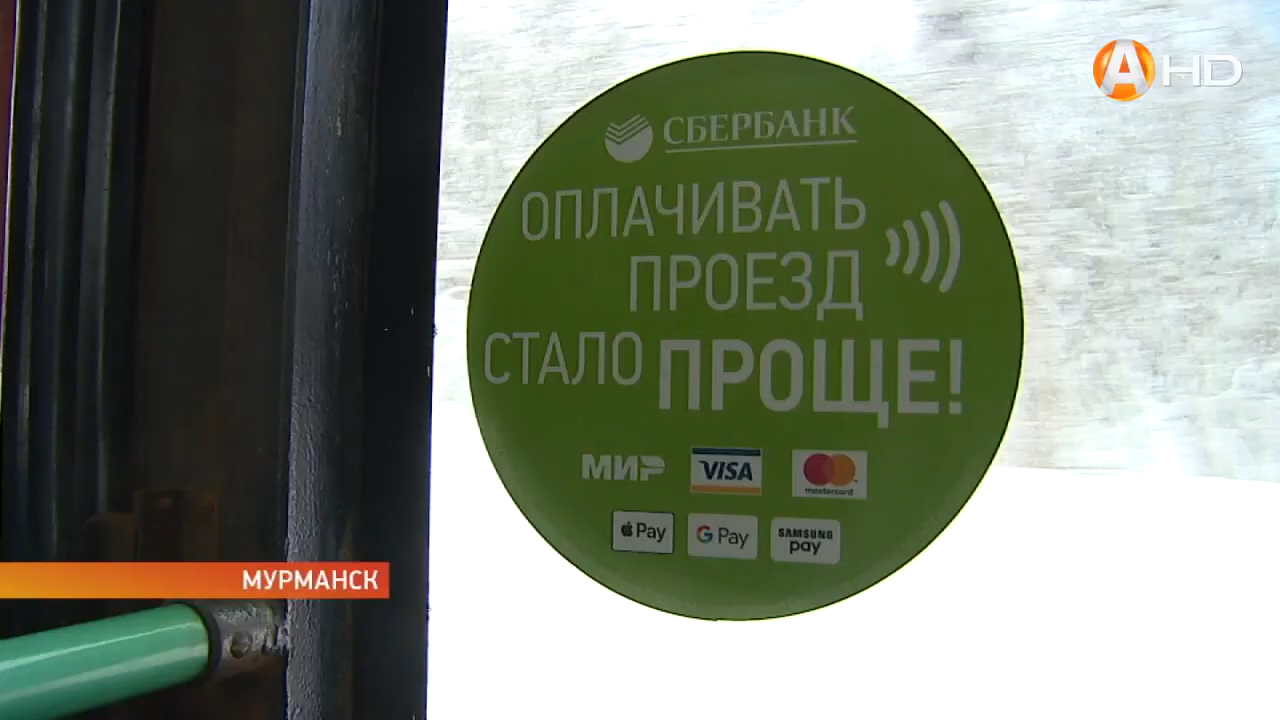 А HD
СБЕРБАНК
ОПЛАЧИВАТЬ
ПРОЕЗД
СТАЛО ПРОЩЕ!
МИР VISA mastercard
Pay G Pay SAMSUNG pay
МУРМАНСК